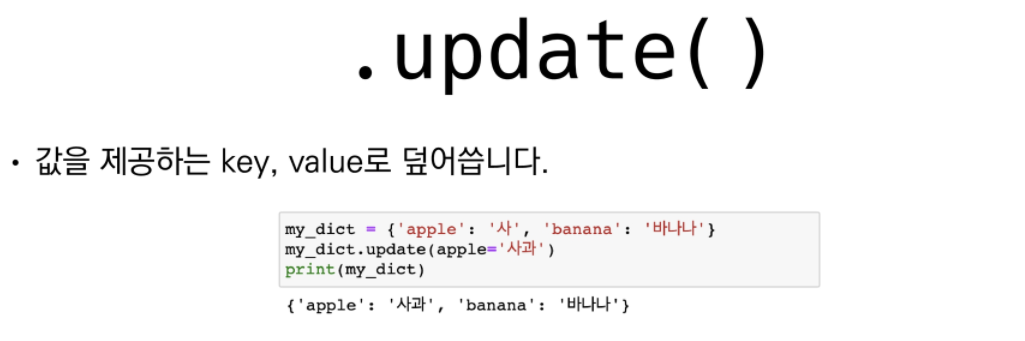 .update()
• 값을 제공하는 key, value로 덮어씁니다.
my_dict = {'apple': '사', 'banana': '바나나'}
my_dict.update(apple='사과')
print(my_dict)
{'apple': '사과', 'banana': '바나나'}